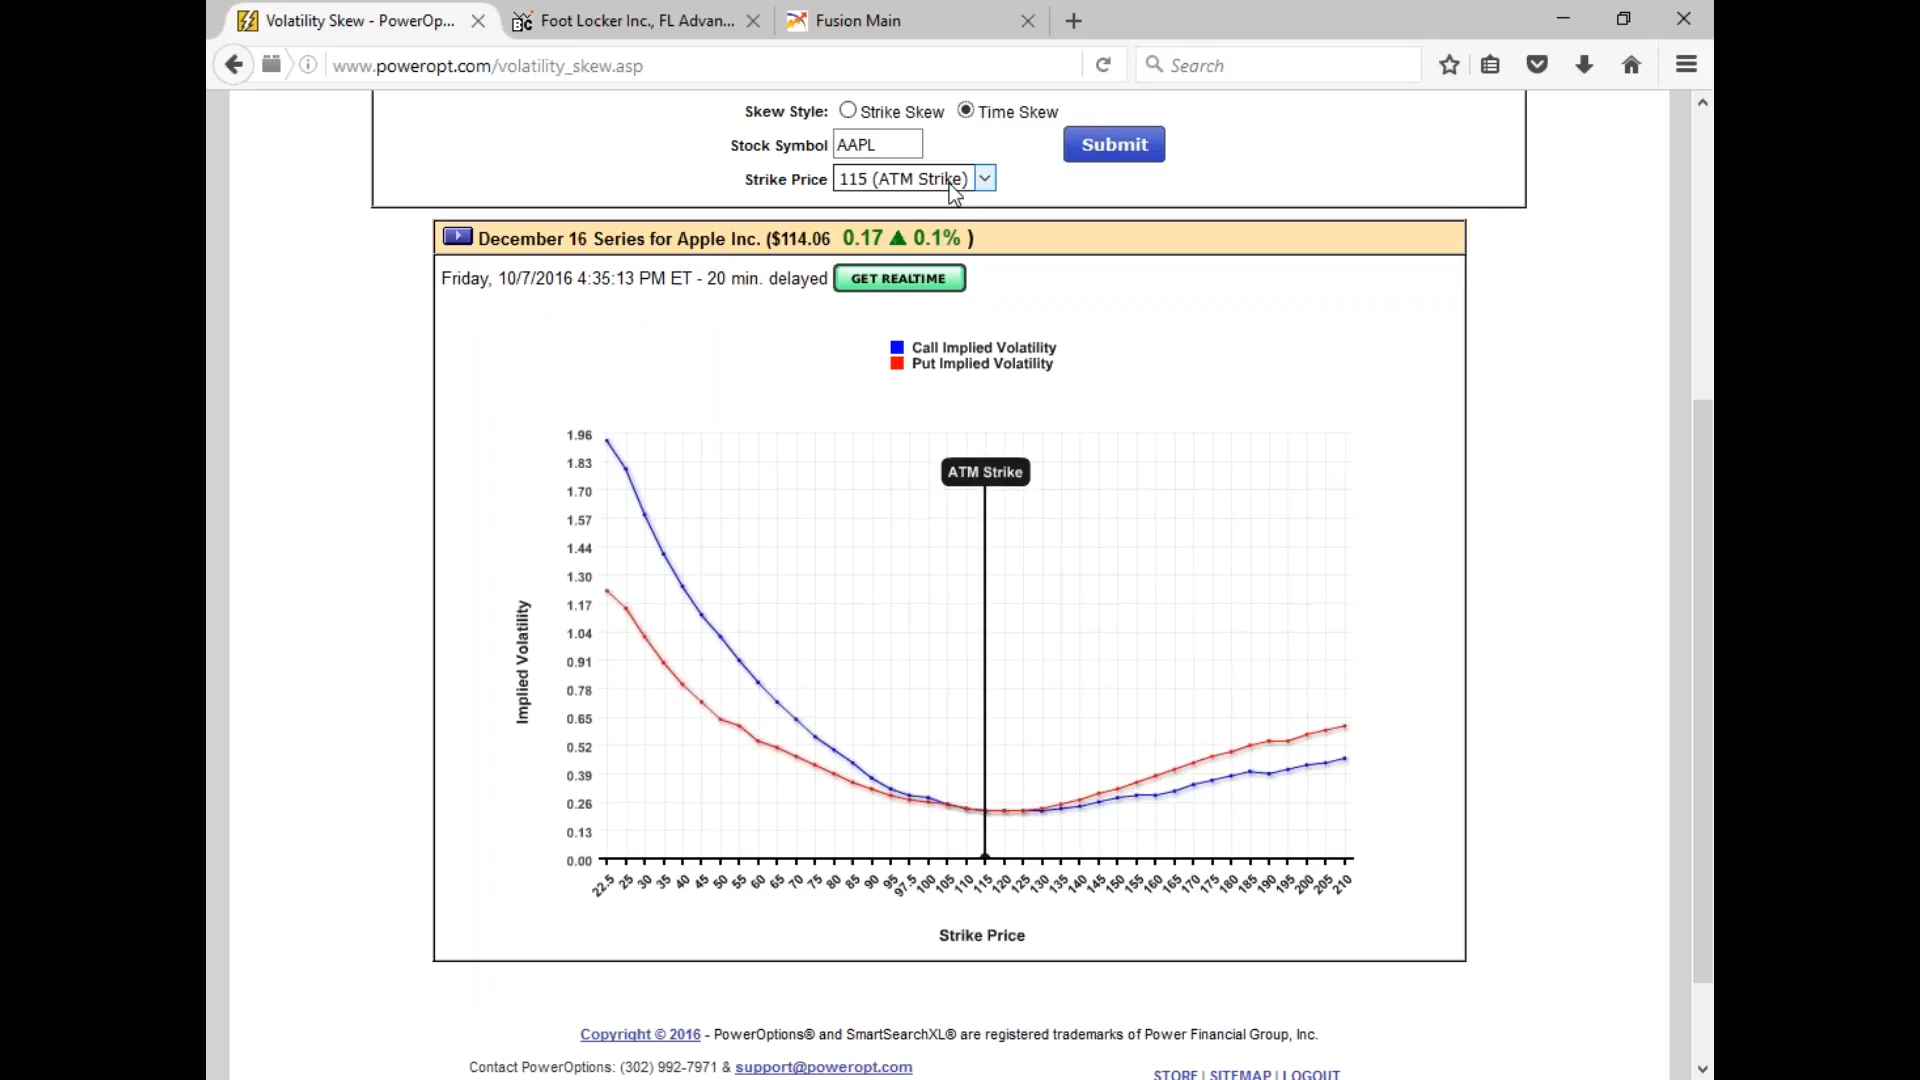 Volatility Skew - PowerOp...
Foot Locker Inc., FL Advan...
Fusion Main
www.poweropt.com/volatility_skew.asp
Search
Skew Style: Strike Skew Time Skew
Stock Symbol AAPL
Submit
Strike Price 115 (ATM Strike)
December 16 Series for Apple Inc. ($114.06 0.17 ▲ 0.1% )
Friday, 10/7/2016 4:35:13 PM ET - 20 min. delayed GET REALTIME
Call Implied Volatility
Put Implied Volatility
ATM Strike
Implied Volatility
1.96
1.83
1.70
1.57
1.44
1.30
1.17
1.04
0.91
0.78
0.65
0.52
0.39
0.26
0.13
0.00
22.5 25 30 35 40 45 50 55 60 65 70 75 80 85 90 95 97.5 100 105 110 115 120 125 130 135 140 145 150 155 160 165 170 175 180 185 190 195 200 205 210
Strike Price
Copyright © 2016 - PowerOptions® and SmartSearchXL® are registered trademarks of Power Financial Group, Inc.
Contact PowerOptions: (302) 992-7971 & support@poweropt.com
STORE | SITEMAP | LOGOUT